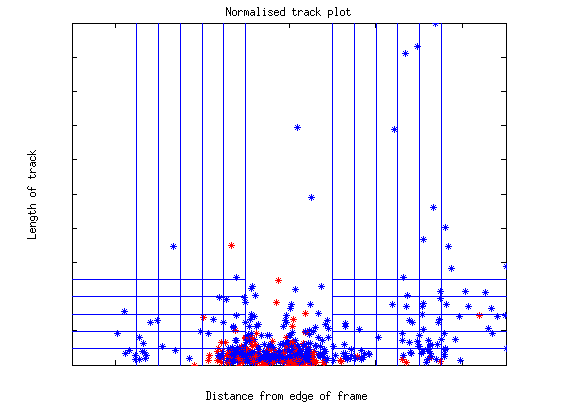 Normalised track plot
Length of track
Distance from edge of frame